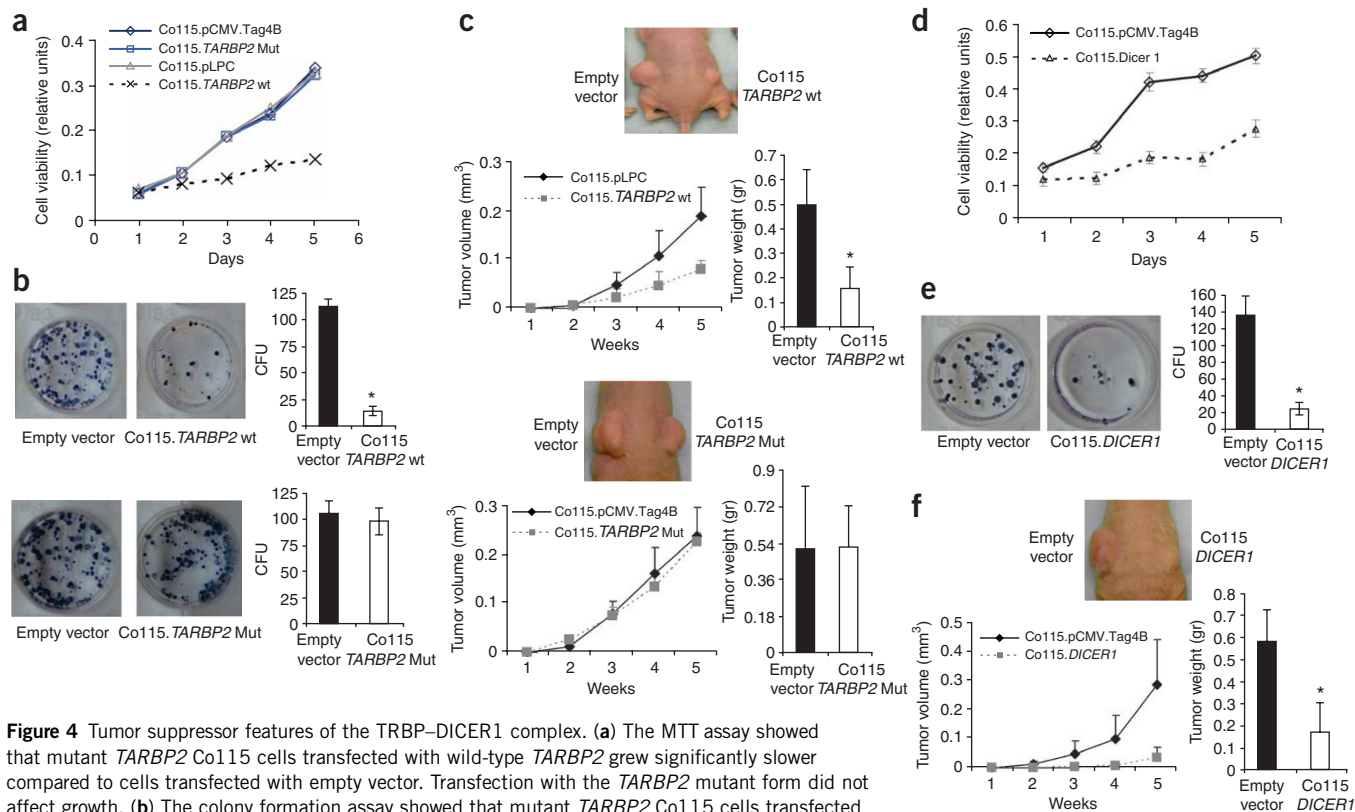 a
Co115.pCMV.Tag4B
Co115.TARBP2 Mut
Co115.pLPC
Co115.TARBP2 wt
Cell viability (relative units)
0.4
0.3
0.2
0.1
0
0 1 2 3 4 5 6
Days
b
Empty vector Co115.TARBP2 wt
CFU
125
100
75
50
25
0
*
Empty Co115
vector TARBP2 wt
Empty vector Co115.TARBP2 Mut
CFU
125
100
75
50
25
0
Empty Co115
vector TARBP2 Mut
c
Empty
vector
Co115
TARBP2 wt
Tumor volume (mm3)
0.3
0.2
0.1
0
Co115.pLPC
Co115.TARBP2 wt
1 2 3 4 5
Weeks
Tumor weight (gr)
0.7
0.6
0.5
0.4
0.3
0.2
0.1
0
*
Empty Co115
vector TARBP2 wt
Empty
vector
Co115
TARBP2 Mut
Tumor volume (mm3)
0.3
0.2
0.1
0
Co115.pCMV.Tag4B
Co115.TARBP2 Mut
1 2 3 4 5
Weeks
Tumor weight (gr)
0.9
0.72
0.54
0.36
0.18
0
Empty Co115
vector TARBP2 Mut
d
Co115.pCMV.Tag4B
Co115.Dicer 1
Cell viability (relative units)
0.6
0.5
0.4
0.3
0.2
0.1
0
1 2 3 4 5
Days
e
Empty vector Co115.DICER1
CFU
160
140
120
100
80
60
40
20
0
*
Empty Co115
vector DICER1
f
Empty
vector
Co115
DICER1
Tumor volume (mm3)
0.5
0.4
0.3
0.2
0.1
0
Co115.pCMV.Tag4B
Co115.DICER1
1 2 3 4 5
Weeks
Tumor weight (gr)
0.8
0.7
0.6
0.5
0.4
0.3
0.2
0.1
0
*
Empty Co115
vector DICER1
Figure 4 Tumor suppressor features of the TRBP–DICER1 complex. (a) The MTT assay showed
that mutant TARBP2 Co115 cells transfected with wild-type TARBP2 grew significantly slower
compared to cells transfected with empty vector. Transfection with the TARBP2 mutant form did not
affect growth. (b) The colony formation assay showed that mutant TARBP2 Co115 cells transfected